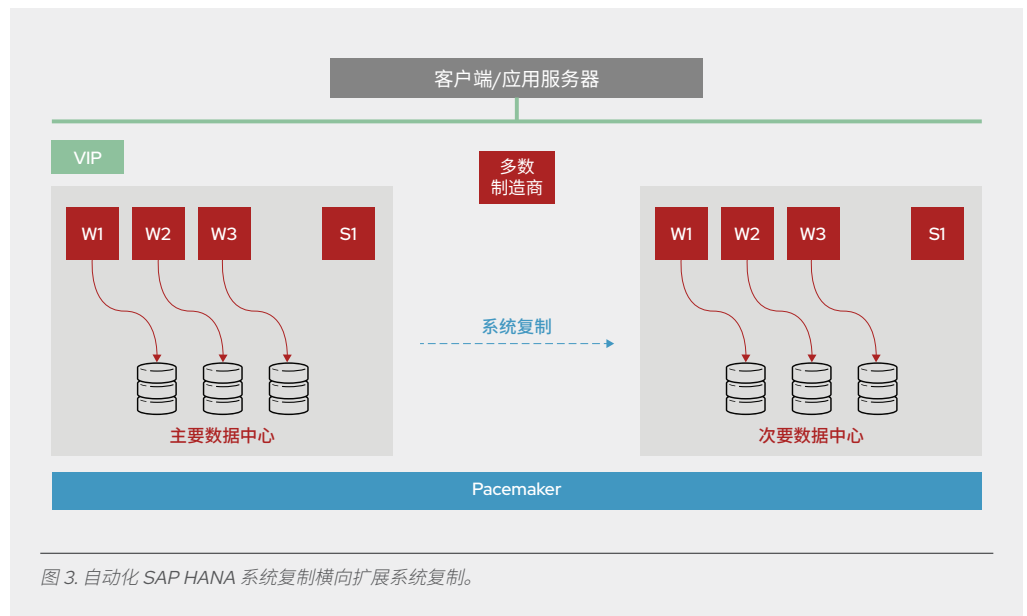 客户端/应用服务器
VIP
多数
制造商
W1 W2 W3 S1
W1 W2 W3 S1
系统复制
主要数据中心
次要数据中心
Pacemaker
图 3. 自动化 SAP HANA 系统复制横向扩展系统复制。